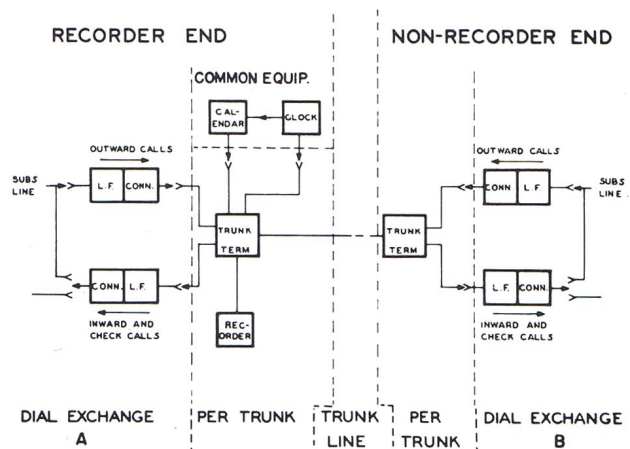 RECORDER END
NON-RECORDER END
COMMON EQUIP.
CAL-
ENDAR
CLOCK
OUTWARD CALLS
OUTWARD CALLS
SUBS
LINE
L.F. CONN.
CONN L.F.
SUBS
LINE
TRUNK
TERM
TRUNK
TERM
CONN. L.F.
L.F. CONN.
INWARD AND
CHECK CALLS
REC-
ORDER
INWARD AND
CHECK CALLS
DIAL EXCHANGE
A
PER TRUNK
TRUNK
LINE
PER
TRUNK
DIAL EXCHANGE
B